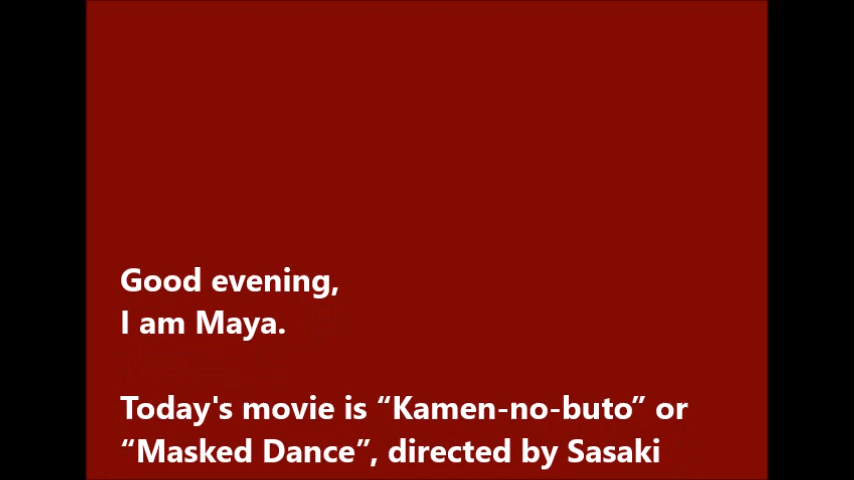 Good evening,
I am Maya.
Today's movie is “Kamen-no-buto” or
“Masked Dance”, directed by Sasaki